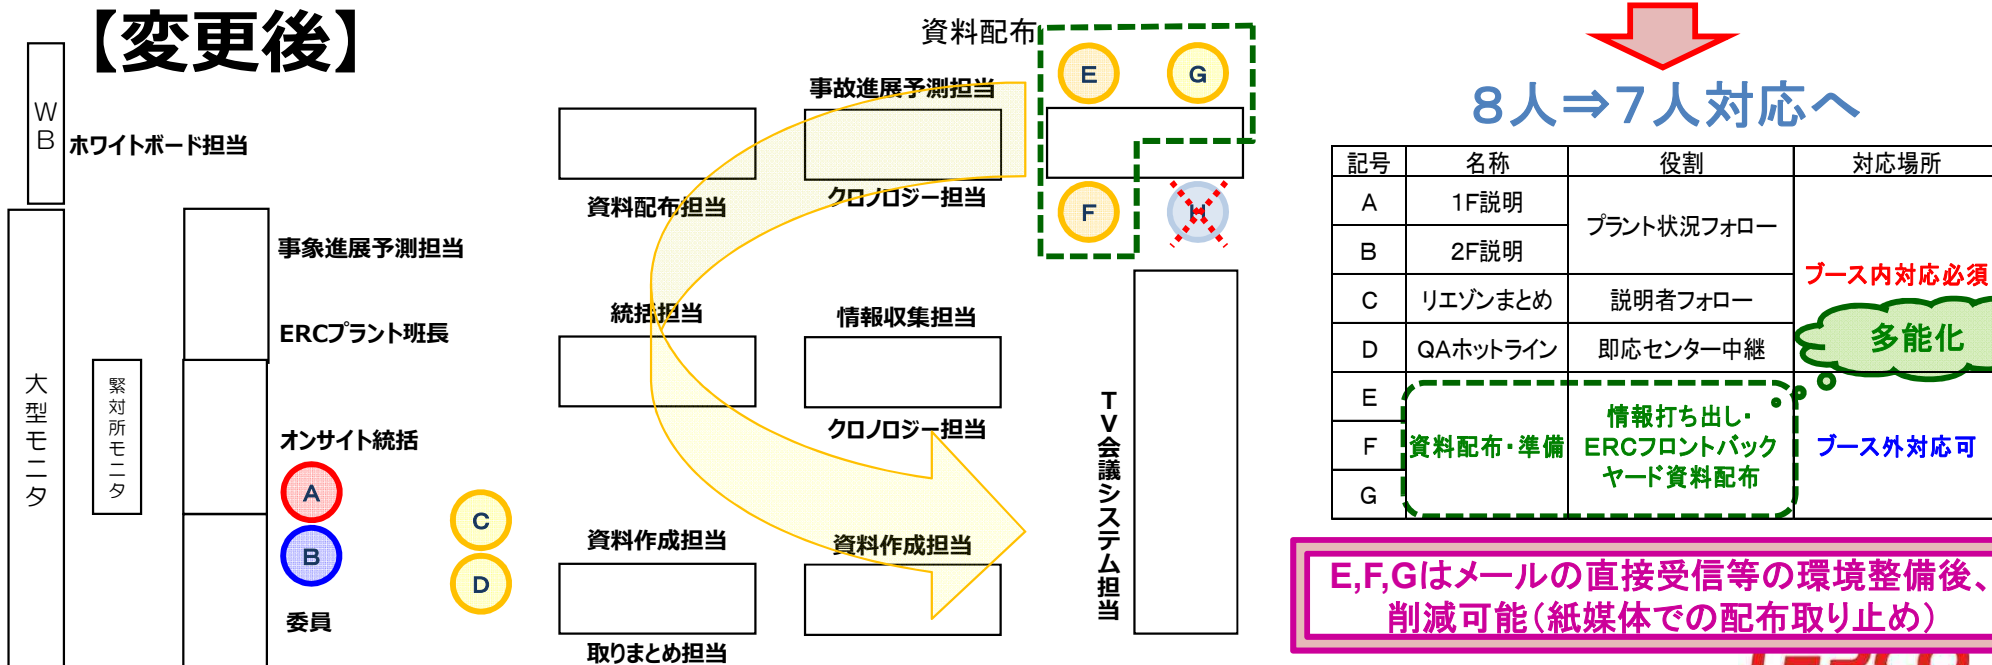 【変更後】
資料配布
E
G
F
H
WB
ホワイトボード担当
事故進展予測担当
クロノロジー担当
資料配布担当
事象進展予測担当
ERCプラント班長
統括担当
情報収集担当
クロノロジー担当
大型モニタ
緊対所モニタ
オンサイト統括
A
B
C
D
委員
資料作成担当
資料作成担当
取りまとめ担当
TV会議システム担当
8人⇒7人対応へ
記号 名称 役割 対応場所
A 1F説明 プラント状況フォロー
B 2F説明
ブース内対応必須
C リエゾンまとめ 説明者フォロー
D QAホットライン 即応センター中継
多能化
E
F
G
資料配布・準備
情報打ち出し・
ERCフロントバック
ヤード資料配布
ブース外対応可
E,F,Gはメールの直接受信等の環境整備後、
削減可能(紙媒体での配布取り止め)